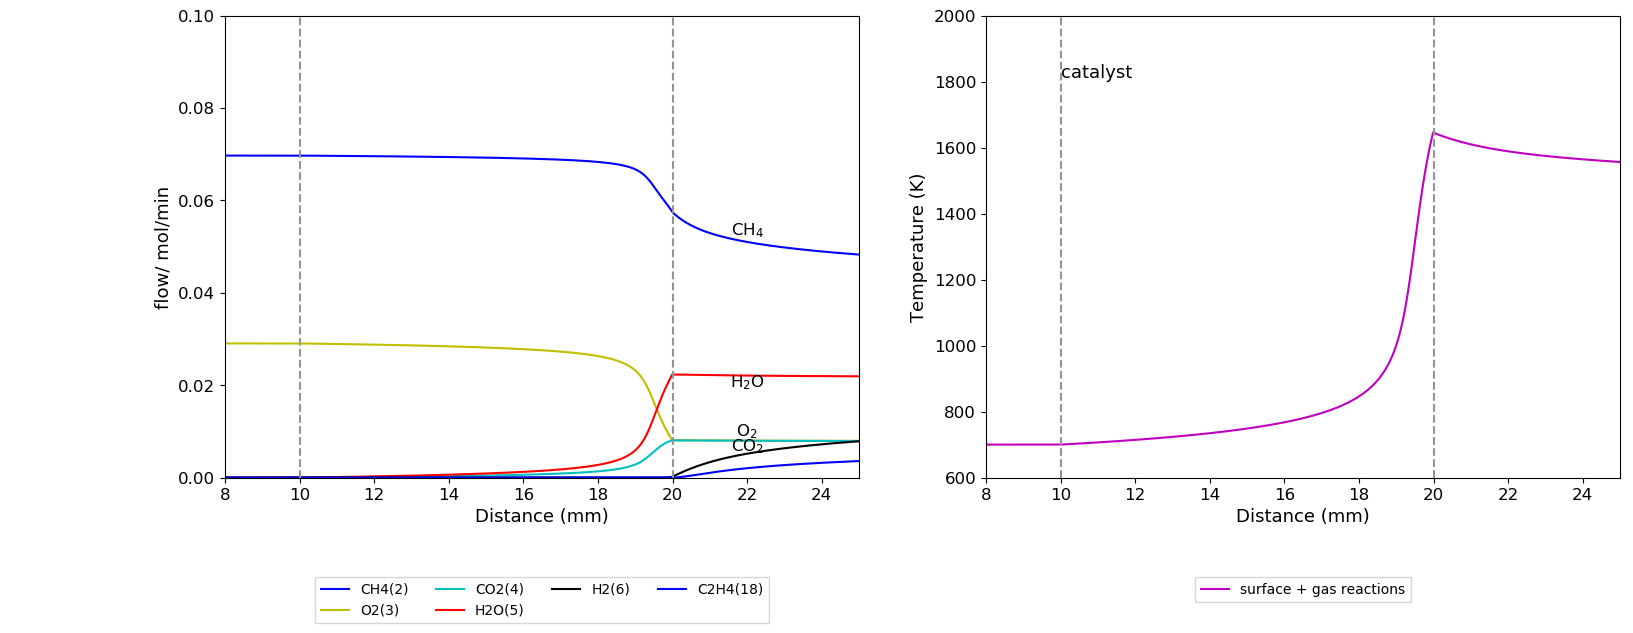 0.10
0.08
0.06
0.04
0.02
0.00
flow/ mol/min
CH₄
H₂O
O₂
CO₂
8 10 12 14 16 18 20 22 24
Distance (mm)
CH4(2) CO2(4) H2(6) C2H4(18)
O2(3) H2O(5)
2000
1800
1600
1400
1200
1000
800
600
Temperature (K)
catalyst
8 10 12 14 16 18 20 22 24
Distance (mm)
surface + gas reactions